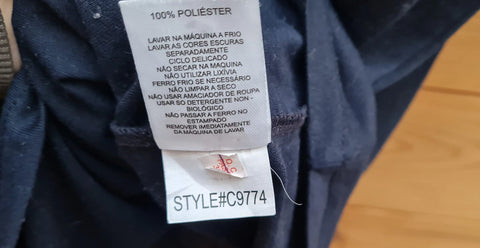 100% POLIÉSTER
LAVAR NA MÁQUINA A FRIO
LAVAR AS CORES ESCURAS
SEPARADAMENTE
CICLO DELICADO
NÃO SECAR NA MAQUINA
NÃO UTILIZAR LIXÍVIA
FERRO FRIO SE NECESSÁRIO
NÃO LIMPAR A SECO
NÃO USAR AMACIADOR DE ROUPA
USAR SO DETERGENTE NON -
BIOLÓGICO
NÃO PASSAR A FERRO NO
ESTAMPADO
REMOVER IMEDIATAMENTE
DA MÁQUINA DE LAVAR
STYLE#C9774